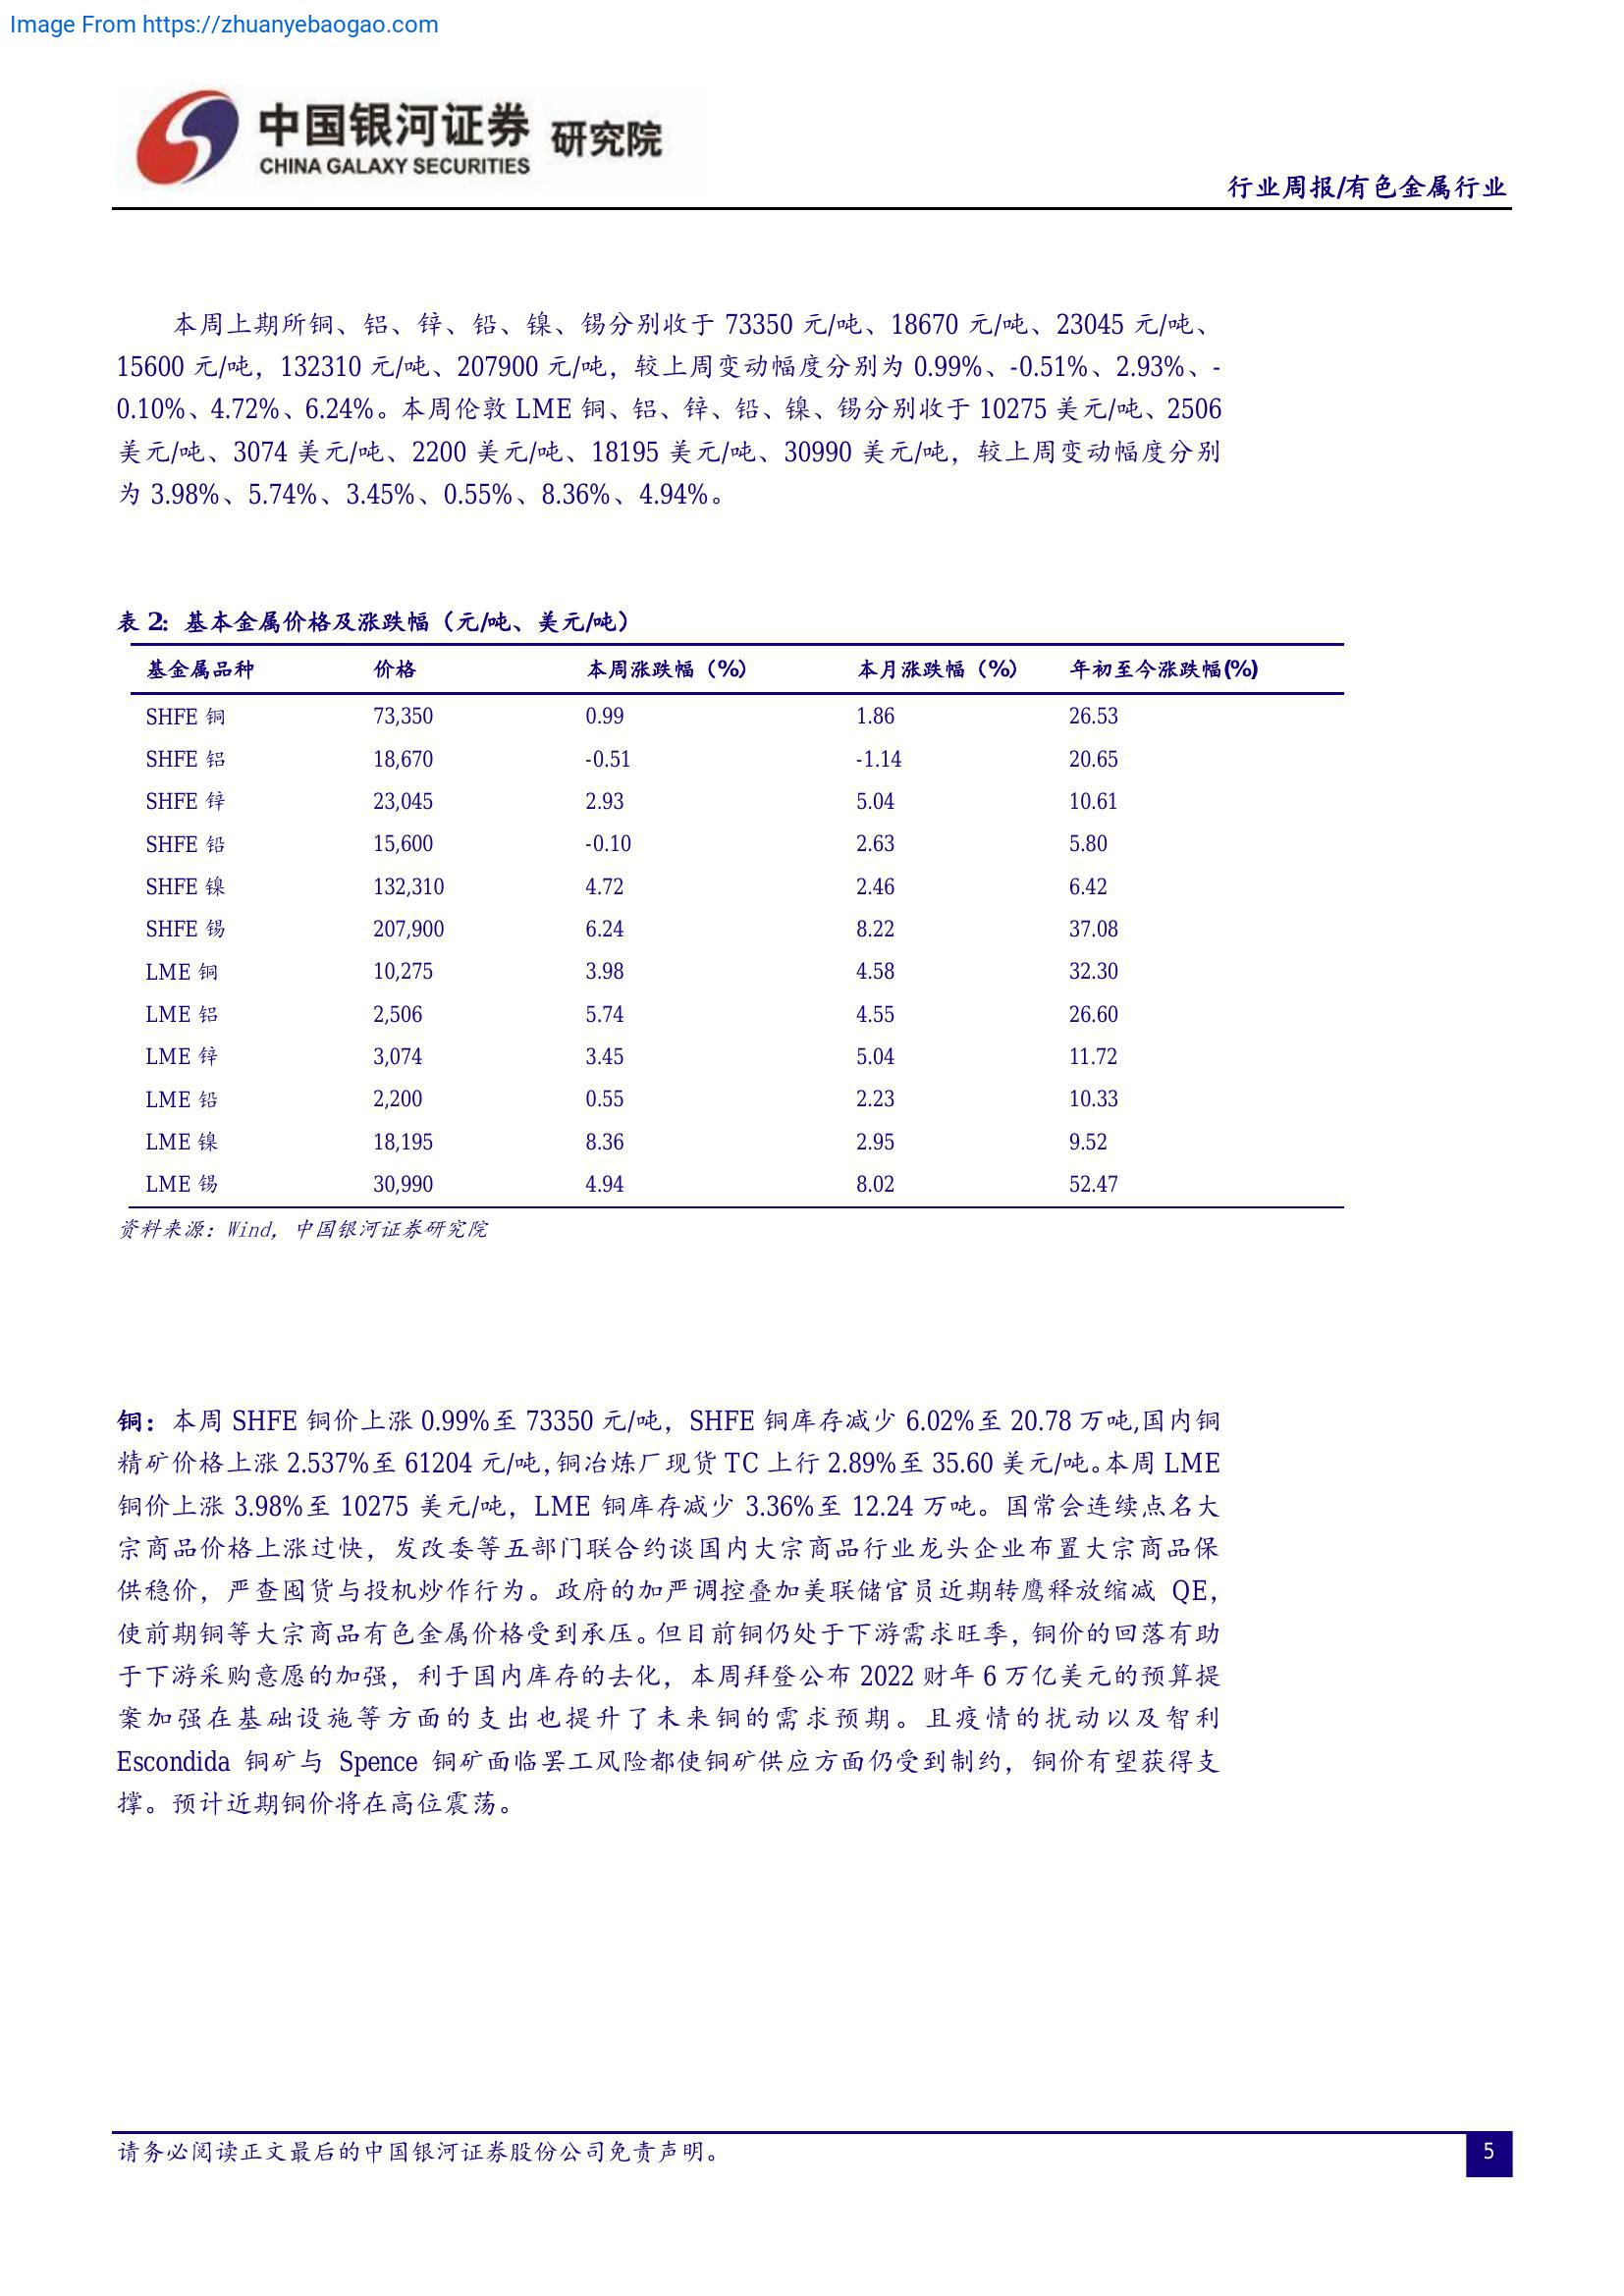 Image From https://zhuanyebaogao.com
中国银河证券 研究院
CHINA GALAXY SECURITIES
行业周报/有色金属行业
本周上期所铜、铝、锌、铅、镍、锡分别收于 73350 元/吨、18670 元/吨、23045 元/吨、
15600 元/吨，132310 元/吨、207900 元/吨，较上周变动幅度分别为 0.99%、-0.51%、2.93%、-
0.10%、4.72%、6.24%。本周伦敦 LME 铜、铝、锌、铅、镍、锡分别收于 10275 美元/吨、2506
美元/吨、3074 美元/吨、2200 美元/吨、18195 美元/吨、30990 美元/吨，较上周变动幅度分别
为 3.98%、5.74%、3.45%、0.55%、8.36%、4.94%。
表 2：基本金属价格及涨跌幅（元/吨、美元/吨）
基金属品种 价格 本周涨跌幅（%） 本月涨跌幅（%） 年初至今涨跌幅(%)
SHFE 铜 73,350 0.99 1.86 26.53
SHFE 铝 18,670 -0.51 -1.14 20.65
SHFE 锌 23,045 2.93 5.04 10.61
SHFE 铅 15,600 -0.10 2.63 5.80
SHFE 镍 132,310 4.72 2.46 6.42
SHFE 锡 207,900 6.24 8.22 37.08
LME 铜 10,275 3.98 4.58 32.30
LME 铝 2,506 5.74 4.55 26.60
LME 锌 3,074 3.45 5.04 11.72
LME 铅 2,200 0.55 2.23 10.33
LME 镍 18,195 8.36 2.95 9.52
LME 锡 30,990 4.94 8.02 52.47
资料来源：Wind，中国银河证券研究院
铜：本周 SHFE 铜价上涨 0.99%至 73350 元/吨，SHFE 铜库存减少 6.02%至 20.78 万吨,国内铜
精矿价格上涨 2.537%至 61204 元/吨,铜冶炼厂现货 TC 上行 2.89%至 35.60 美元/吨。本周 LME
铜价上涨 3.98%至 10275 美元/吨，LME 铜库存减少 3.36%至 12.24 万吨。国常会连续点名大
宗商品价格上涨过快，发改委等五部门联合约谈国内大宗商品行业龙头企业布置大宗商品保
供稳价，严查囤货与投机炒作行为。政府的加严调控叠加美联储官员近期转鹰释放缩减 QE，
使前期铜等大宗商品有色金属价格受到承压。但目前铜仍处于下游需求旺季，铜价的回落有助
于下游采购意愿的加强，利于国内库存的去化，本周拜登公布 2022 财年 6 万亿美元的预算提
案加强在基础设施等方面的支出也提升了未来铜的需求预期。且疫情的扰动以及智利
Escondida 铜矿与 Spence 铜矿面临罢工风险都使铜矿供应方面仍受到制约，铜价有望获得支
撑。预计近期铜价将在高位震荡。
请务必阅读正文最后的中国银河证券股份公司免责声明。
5